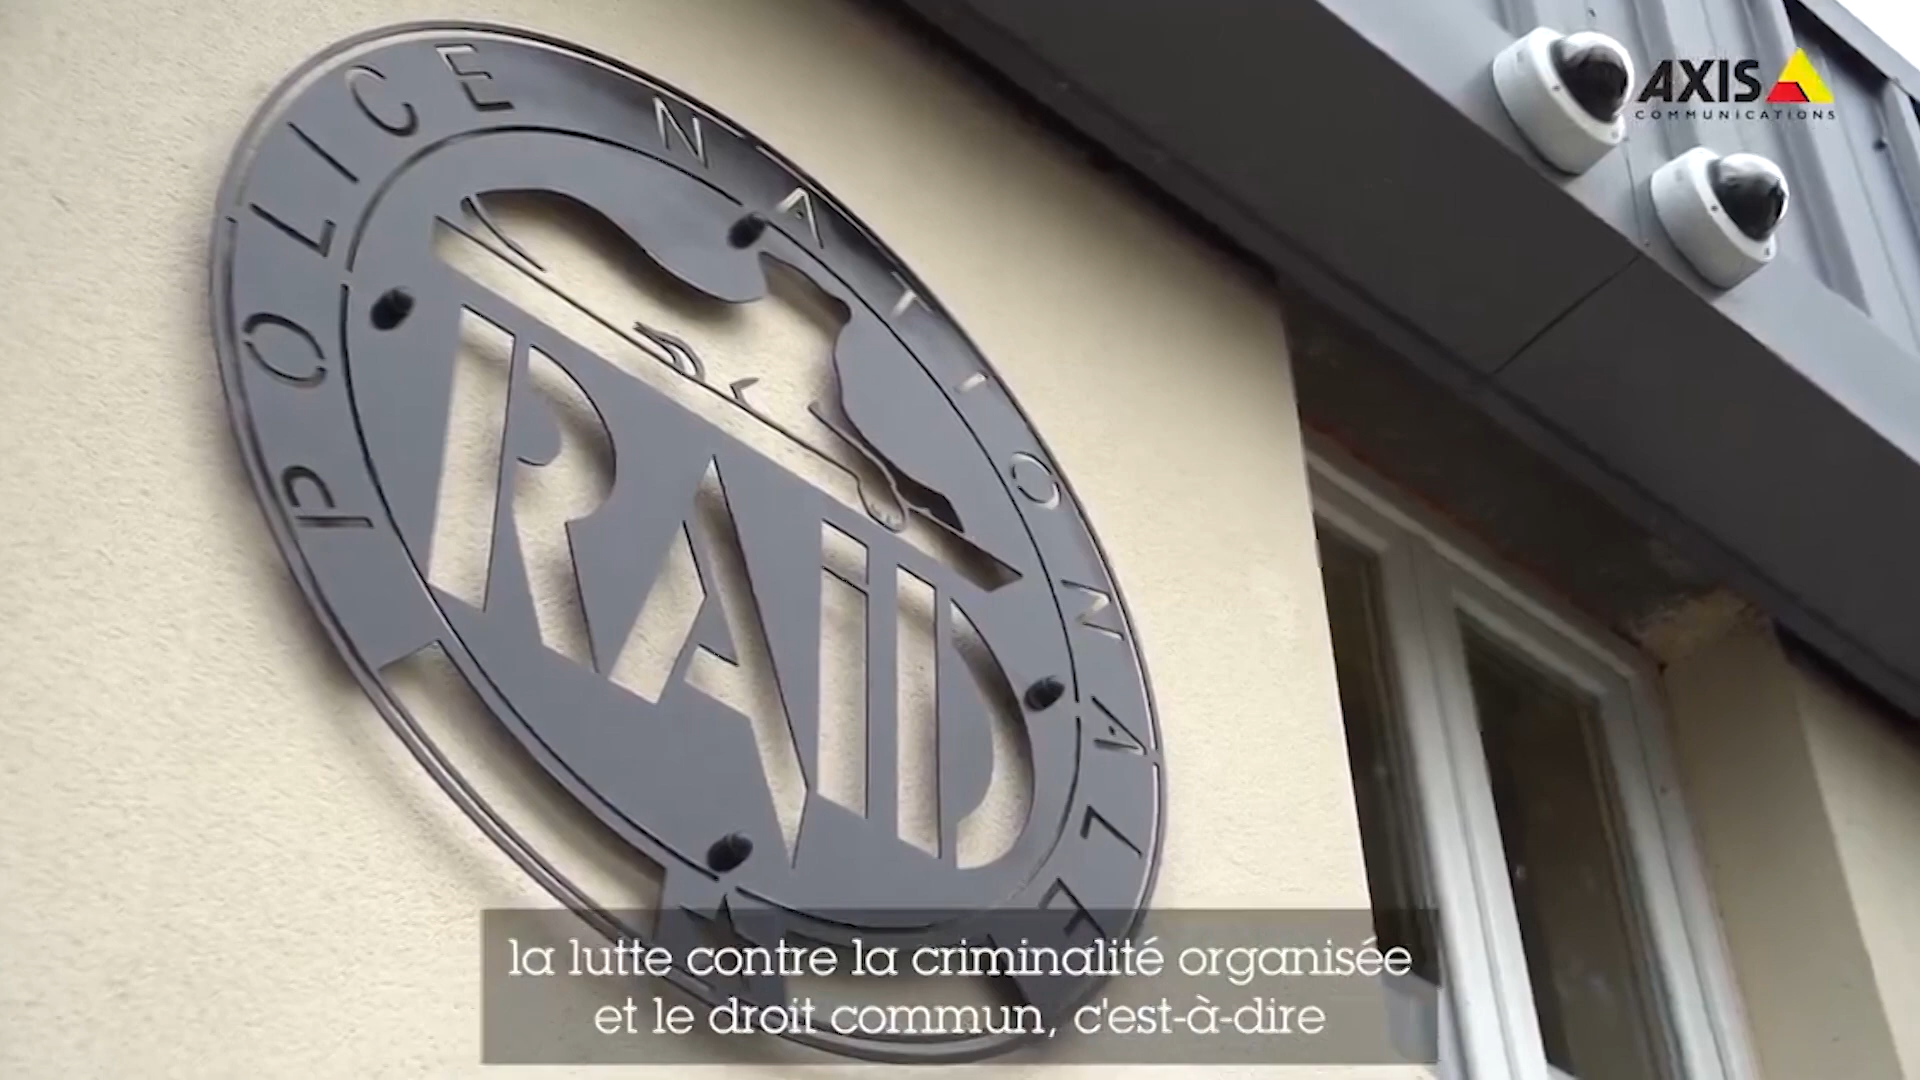 POLICE NATIONALE
RAID
AXIS
COMMUNICATIONS
la lutte contre la criminalité organisée
et le droit commun, c'est-à-dire